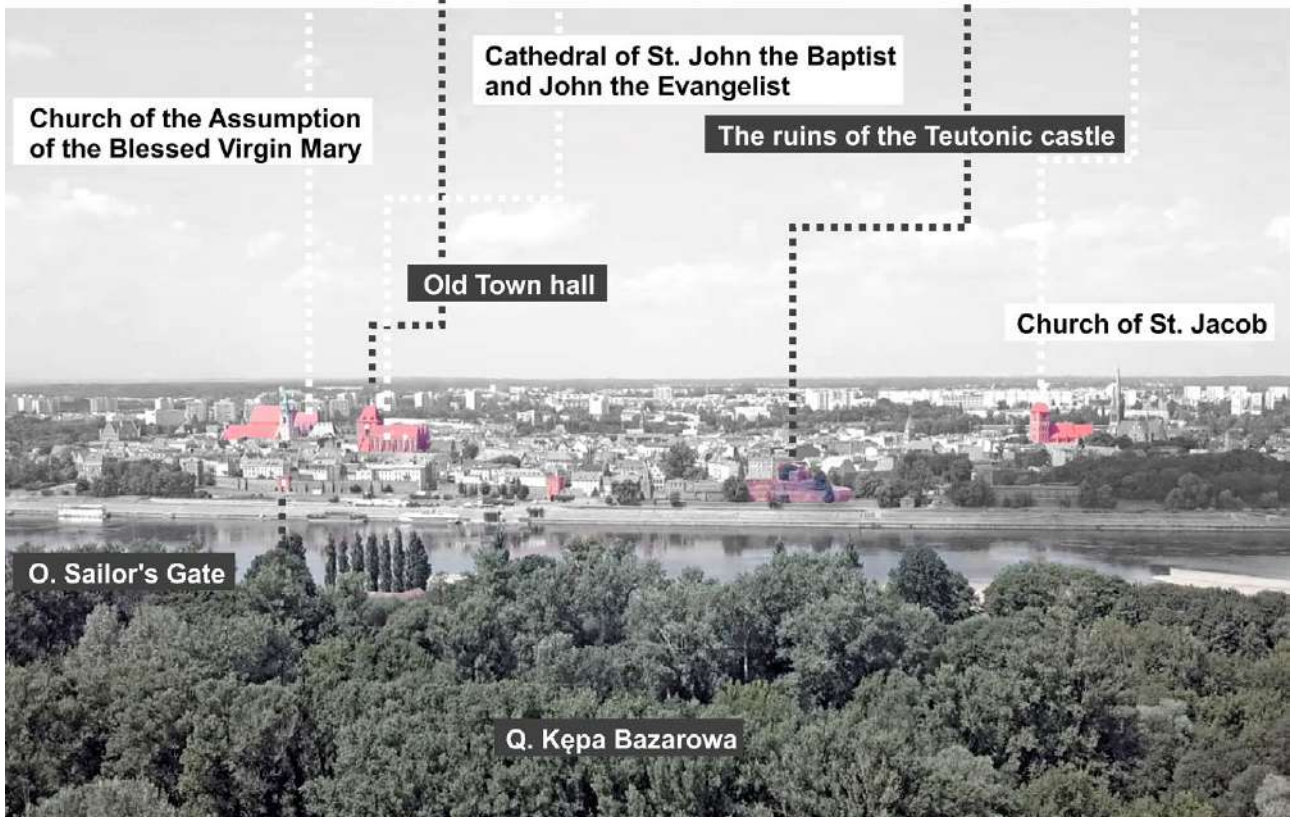 Cathedral of St. John the Baptist
and John the Evangelist
Church of the Assumption
of the Blessed Virgin Mary
The ruins of the Teutonic castle
Old Town hall
Church of St. Jacob
O. Sailor's Gate
Q. Kępa Bazarowa